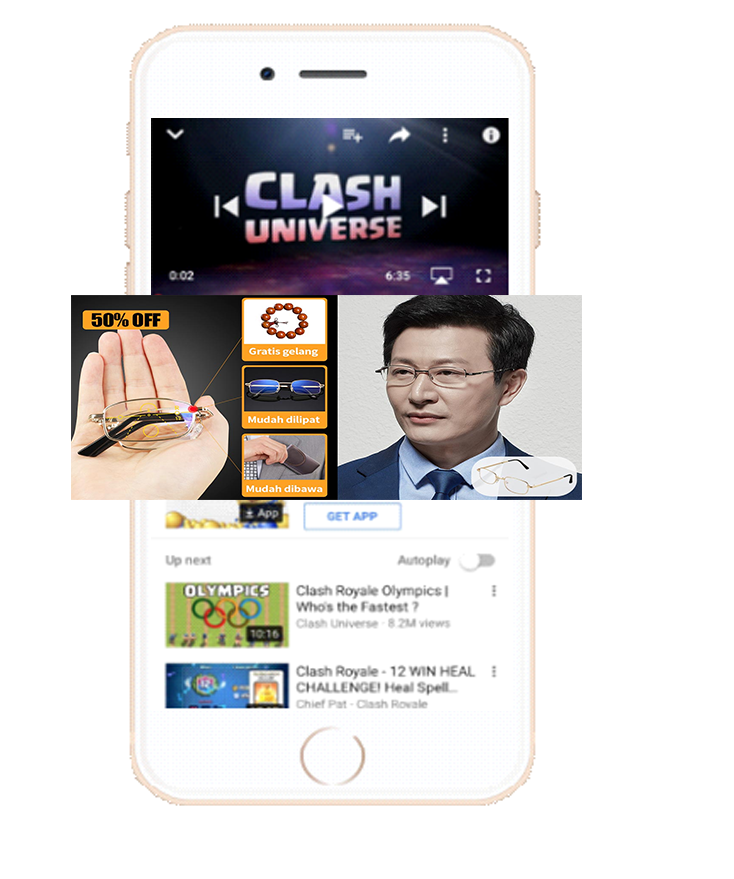 CLASH
UNIVERSE
0:02
6:35
50% OFF
Gratis gelang
Mudah dilipat
Mudah dibawa
App
GET APP
Up next
Autoplay
OLYMPICS
10:16
Clash Royale Olympics |
Who's the Fastest ?
Clash Universe · 8.2M views
12
Clash Royale - 12 WIN HEAL
CHALLENGE! Heal Spell...
Chief Pat - Clash Royale